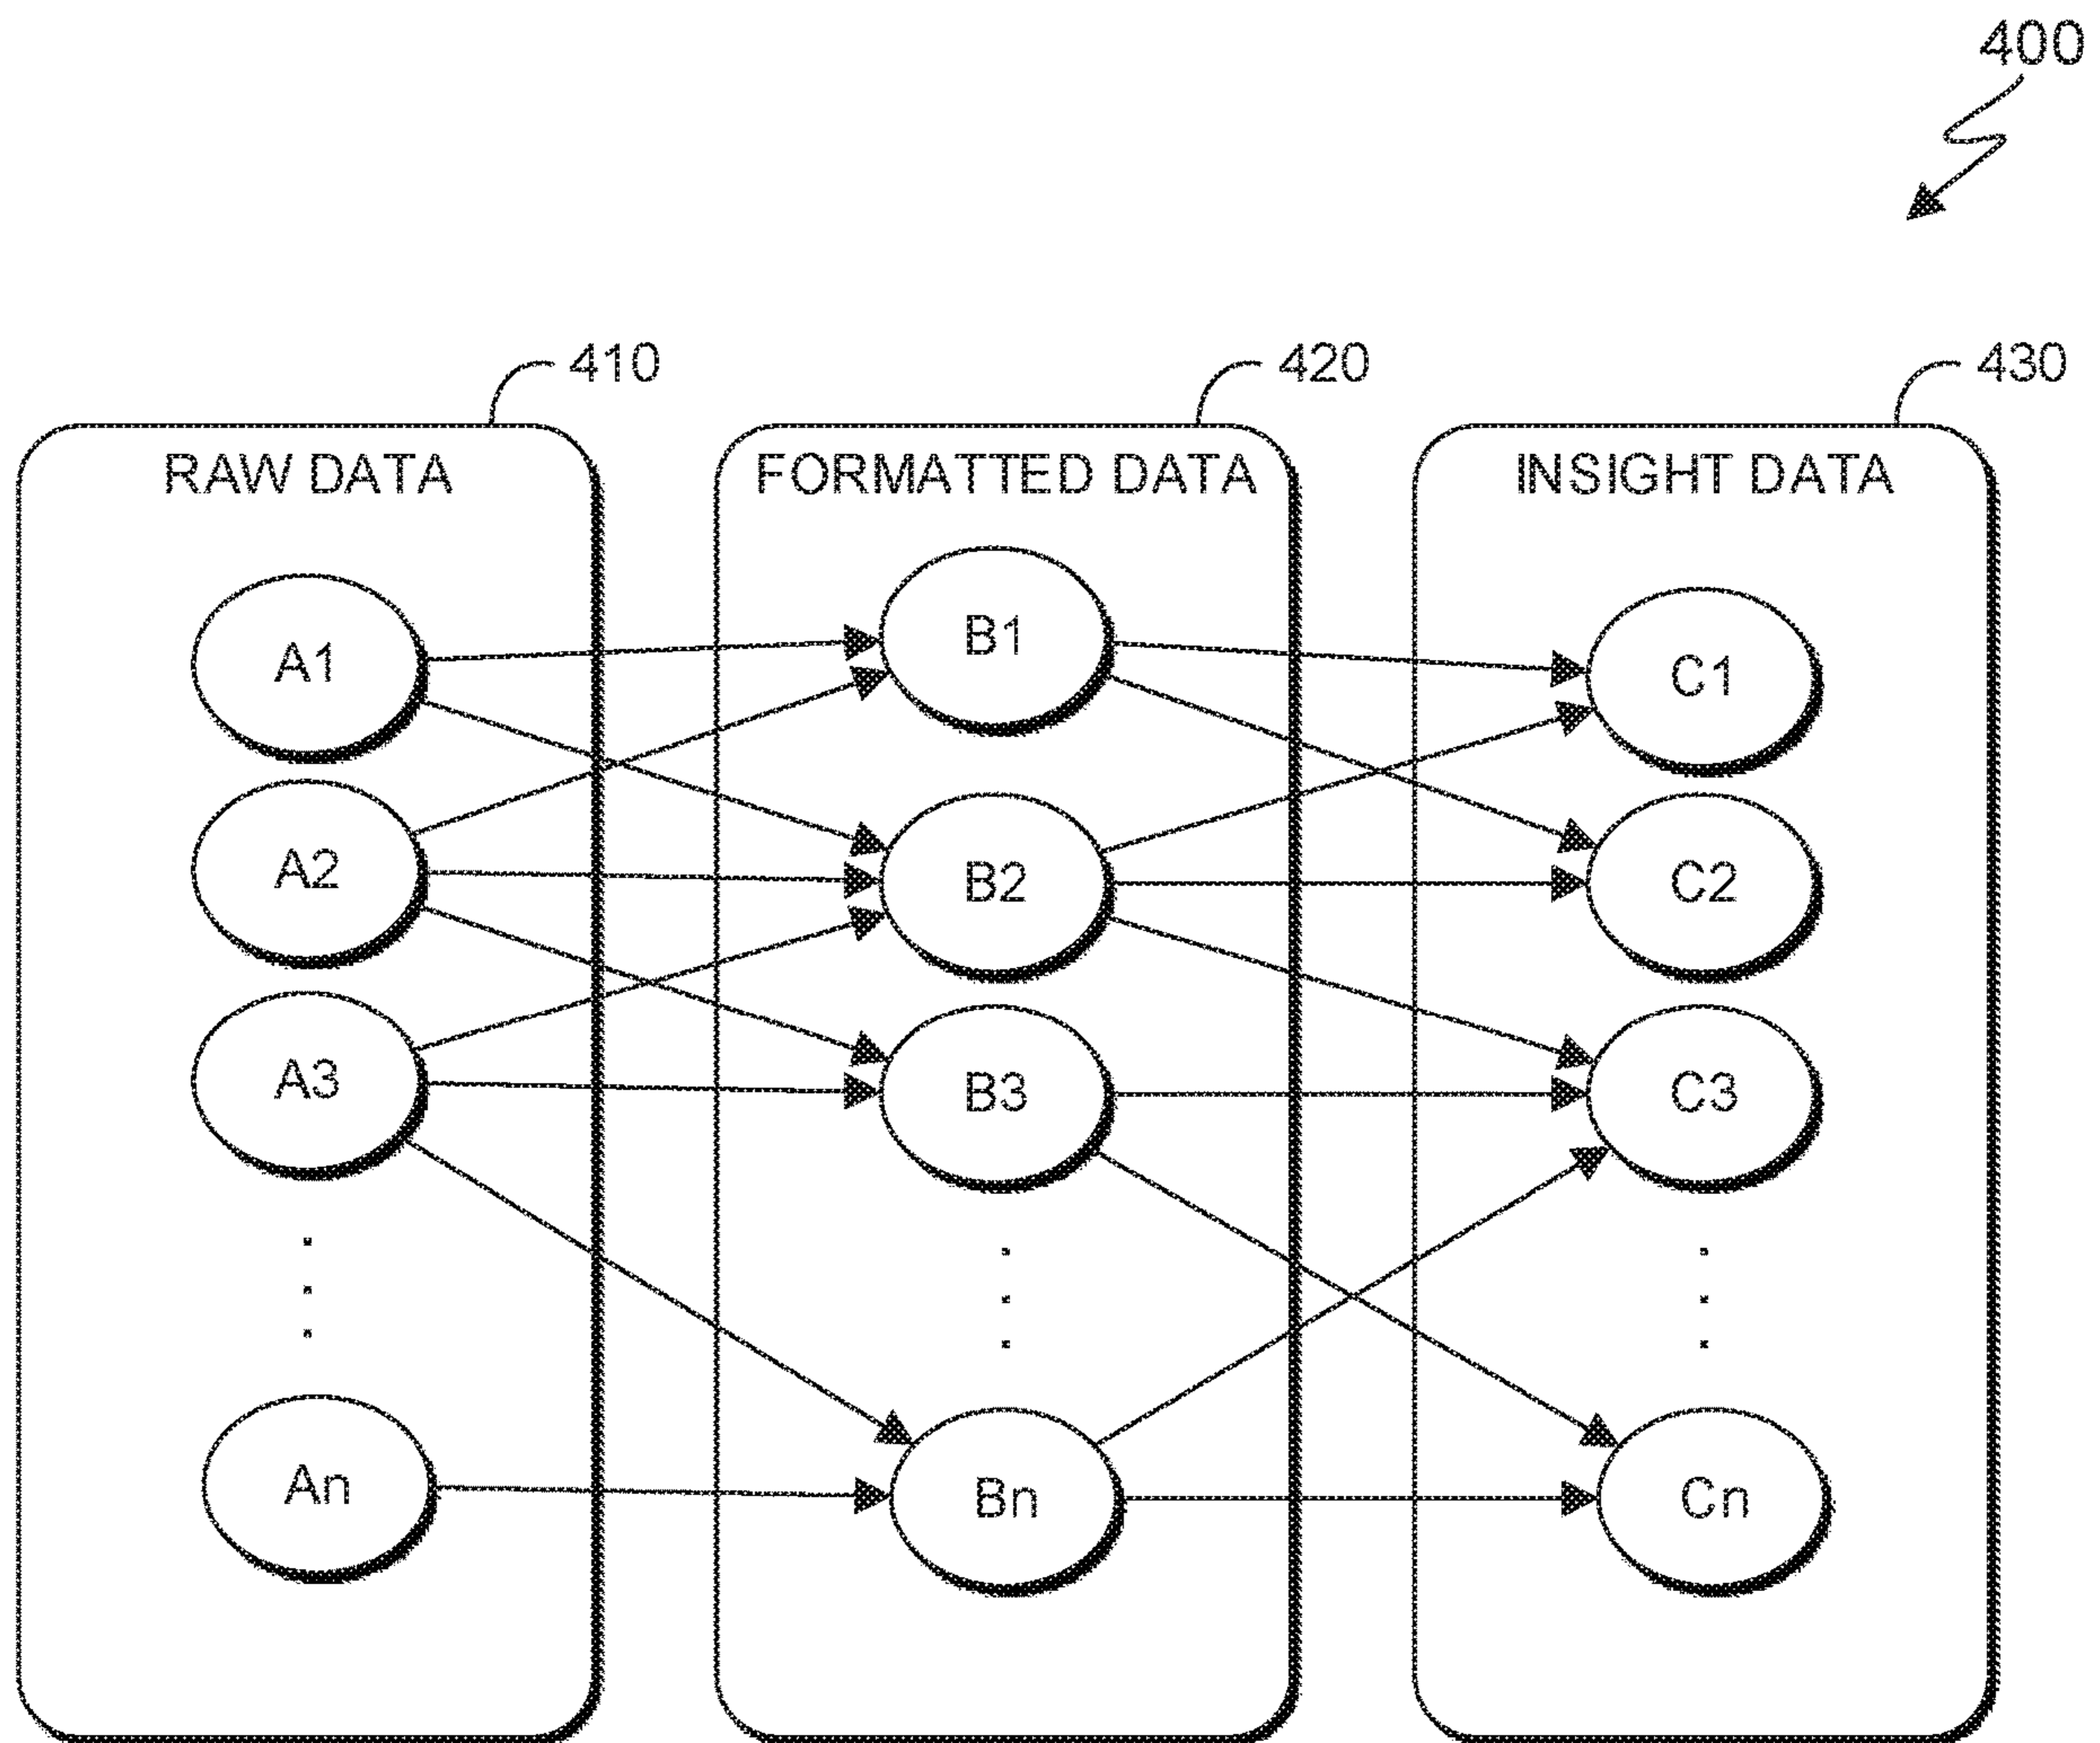 400
410
420
430
RAW DATA
FORMATTED DATA
INSIGHT DATA
A1
B1
C1
A2
B2
C2
A3
B3
C3
An
Bn
Cn